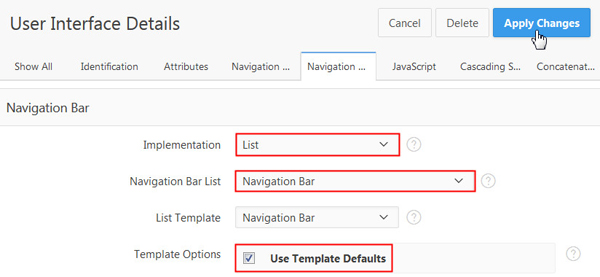 User Interface Details
Cancel
Delete
Apply Changes
Show All
Identification
Attributes
Navigation ...
Navigation ...
JavaScript
Cascading S...
Concatenat...
Navigation Bar
Implementation
List
?
Navigation Bar List
Navigation Bar
?
List Template
Navigation Bar
?
Template Options
Use Template Defaults
?